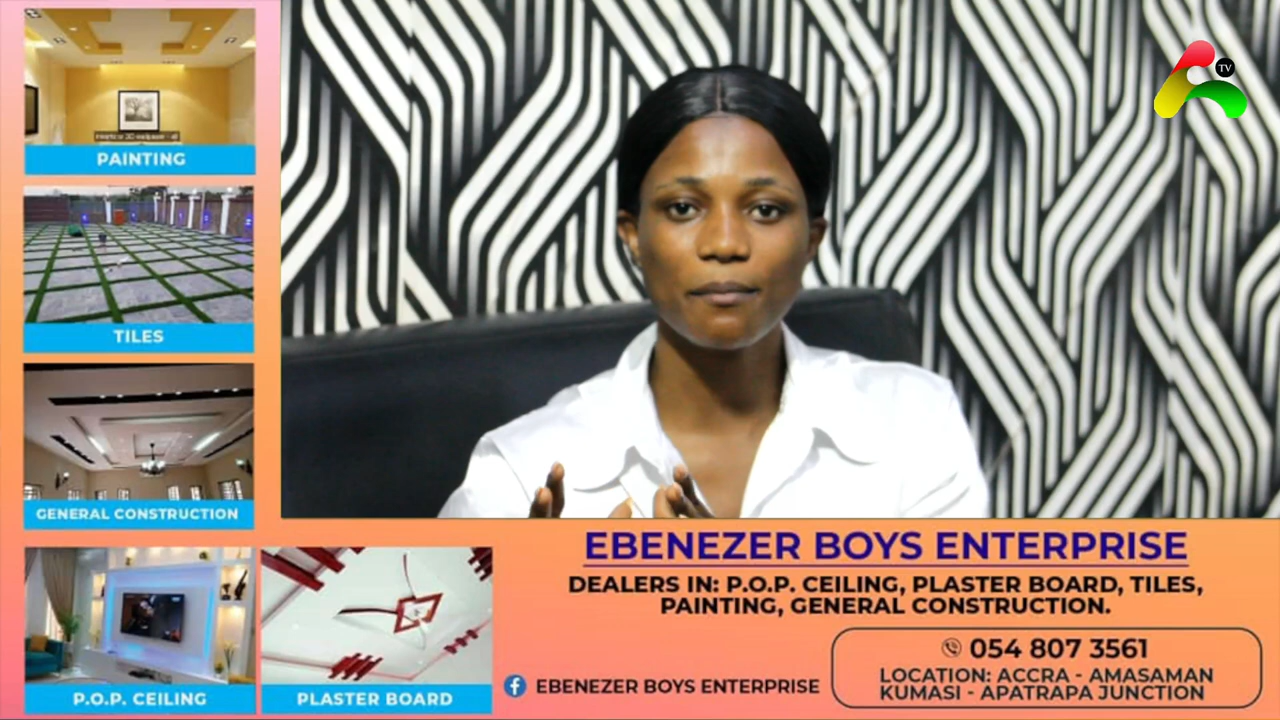 TV
PAINTING
TILES
GENERAL CONSTRUCTION
P.O.P. CEILING
PLASTER BOARD
EBENEZER BOYS ENTERPRISE
DEALERS IN: P.O.P. CEILING, PLASTER BOARD, TILES,
PAINTING, GENERAL CONSTRUCTION.
054 807 3561
LOCATION: ACCRA - AMASAMAN
KUMASI - APATRAPA JUNCTION
EBENEZER BOYS ENTERPRISE